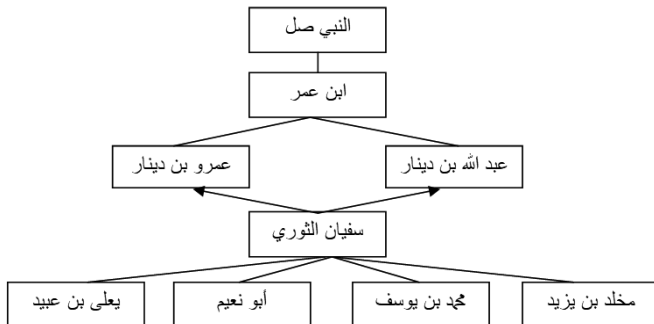 النبي صل
ابن عمر
عبد الله بن دينار
عمرو بن دينار
سفيان الثوري
مخلد بن يزيد
محمد بن يوسف
أبو نعيم
يعلى بن عبيد